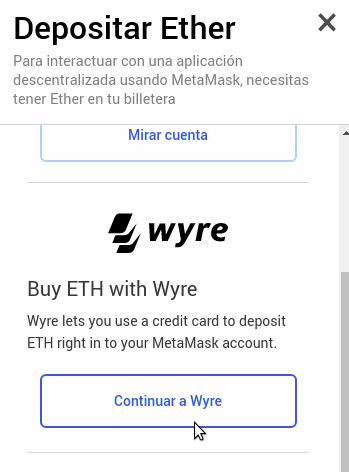 Depositar Ether
Para interactuar con una aplicación
descentralizada usando MetaMask, necesitas
tener Ether en tu billetera
Mirar cuenta
wyre
Buy ETH with Wyre
Wyre lets you use a credit card to deposit
ETH right in to your MetaMask account.
Continuar a Wyre